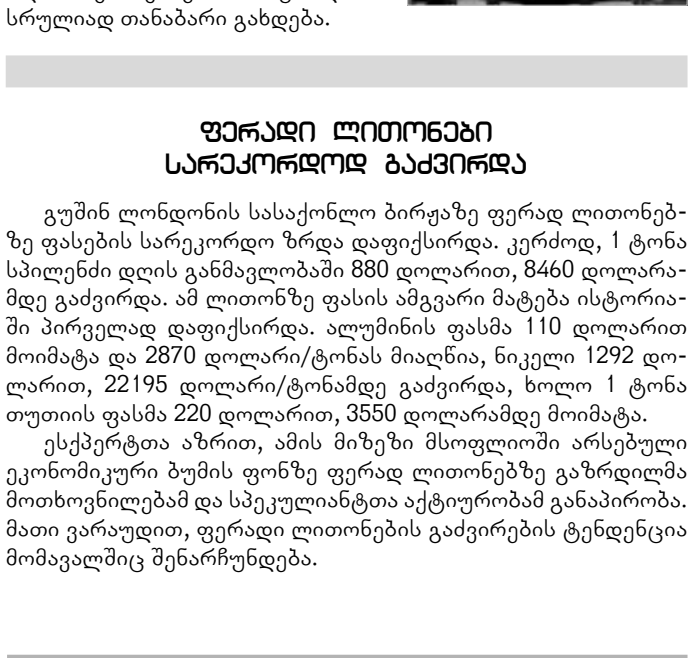 სრულიად თანაბარი გახდება.
ფერადი ლითონები
სარეკორდოდ გაძვირდა
გუშინ ლონდონის სასაქონლო ბირჟაზე ფერად ლითონებ-
ზე ფასების სარეკორდო ზრდა დაფიქსირდა. კერძოდ, 1 ტონა
სპილენძი დღის განმავლობაში 880 დოლარით, 8460 დოლარა-
მდე გაძვირდა. ამ ლითონზე ფასის ამგვარი მატება ისტორია-
ში პირველად დაფიქსირდა. ალუმინის ფასმა 110 დოლარით
მოიმატა და 2870 დოლარი/ტონას მიაღწია, ნიკელი 1292 დო-
ლარით, 22195 დოლარი/ტონამდე გაძვირდა, ხოლო 1 ტონა
თუთიის ფასმა 220 დოლარით, 3550 დოლარამდე მოიმატა.
ესქპერტთა აზრით, ამის მიზეზი მსოფლიოში არსებული
ეკონომიკური ბუმის ფონზე ფერად ლითონებზე გაზრდილმა
მოთხოვნილებამ და სპეკულიანტთა აქტიურობამ განაპირობა.
მათი ვარაუდით, ფერადი ლითონების გაძვირების ტენდენცია
მომავალშიც შენარჩუნდება.